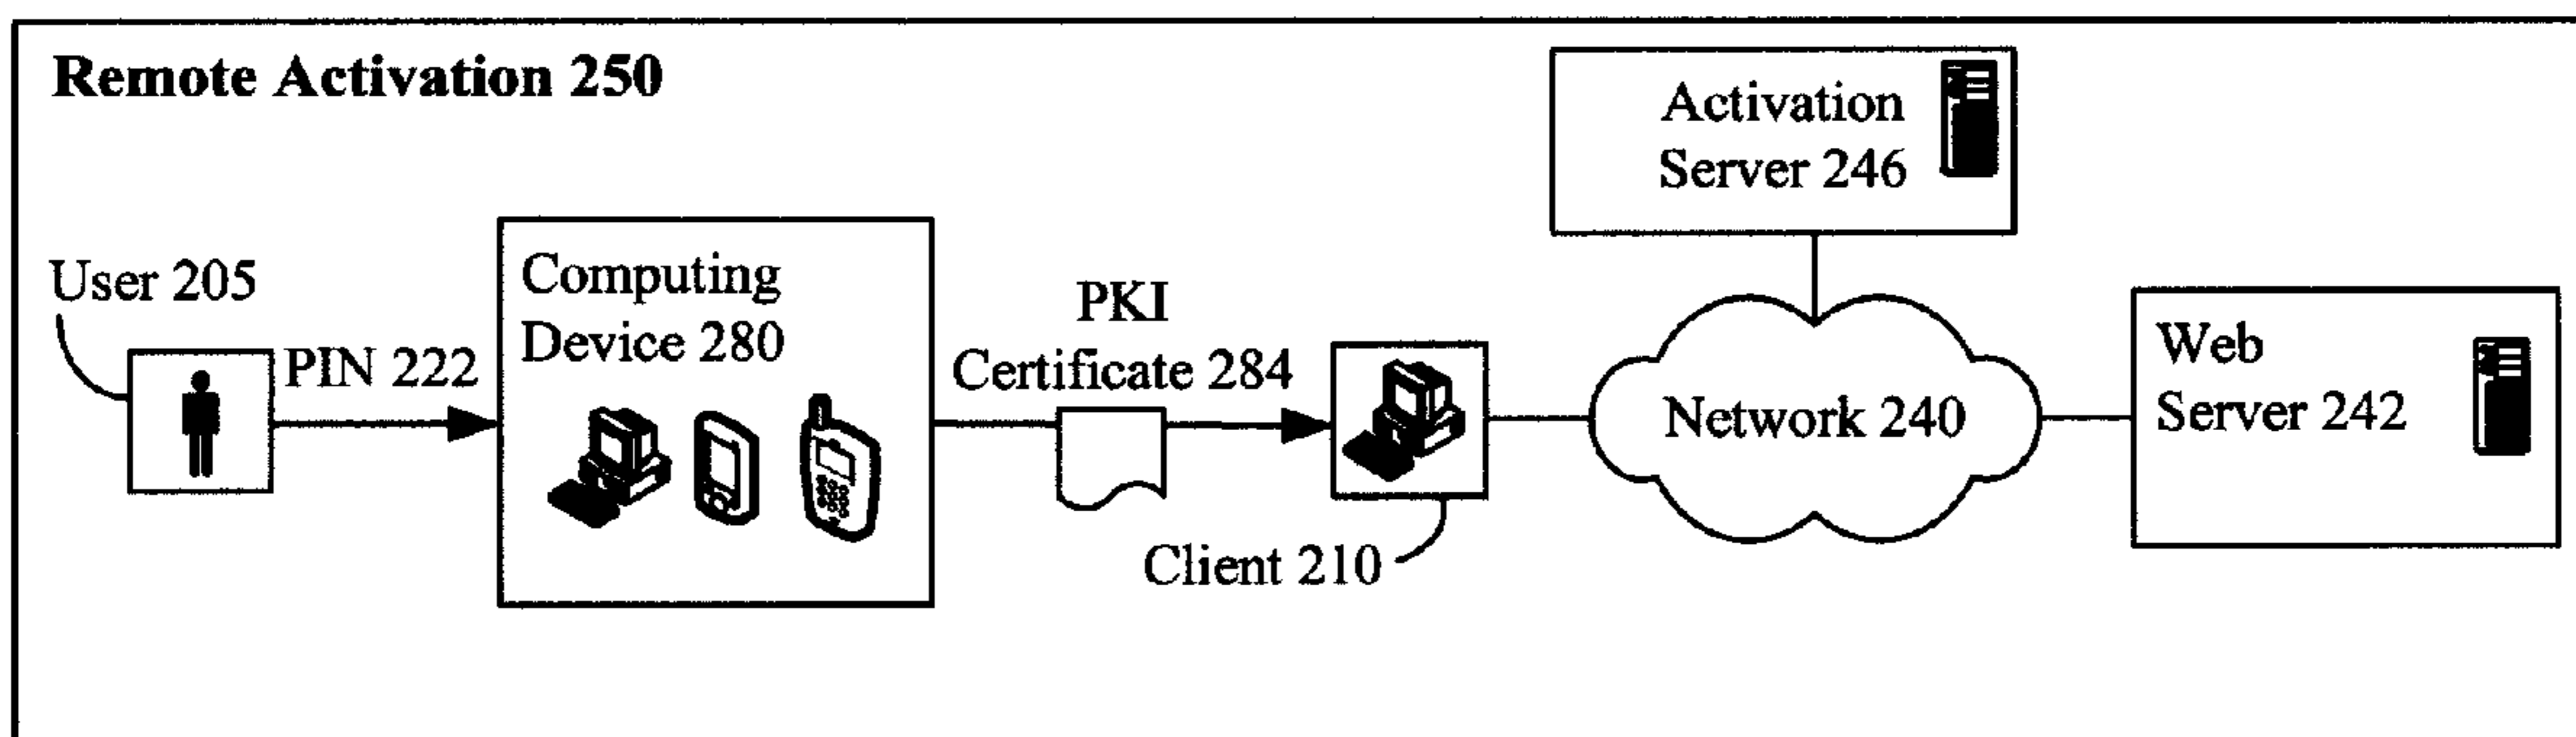 Remote Activation 250
Activation
Server 246
User 205
PIN 222
Computing
Device 280
PKI
Certificate 284
Client 210
Network 240
Web
Server 242